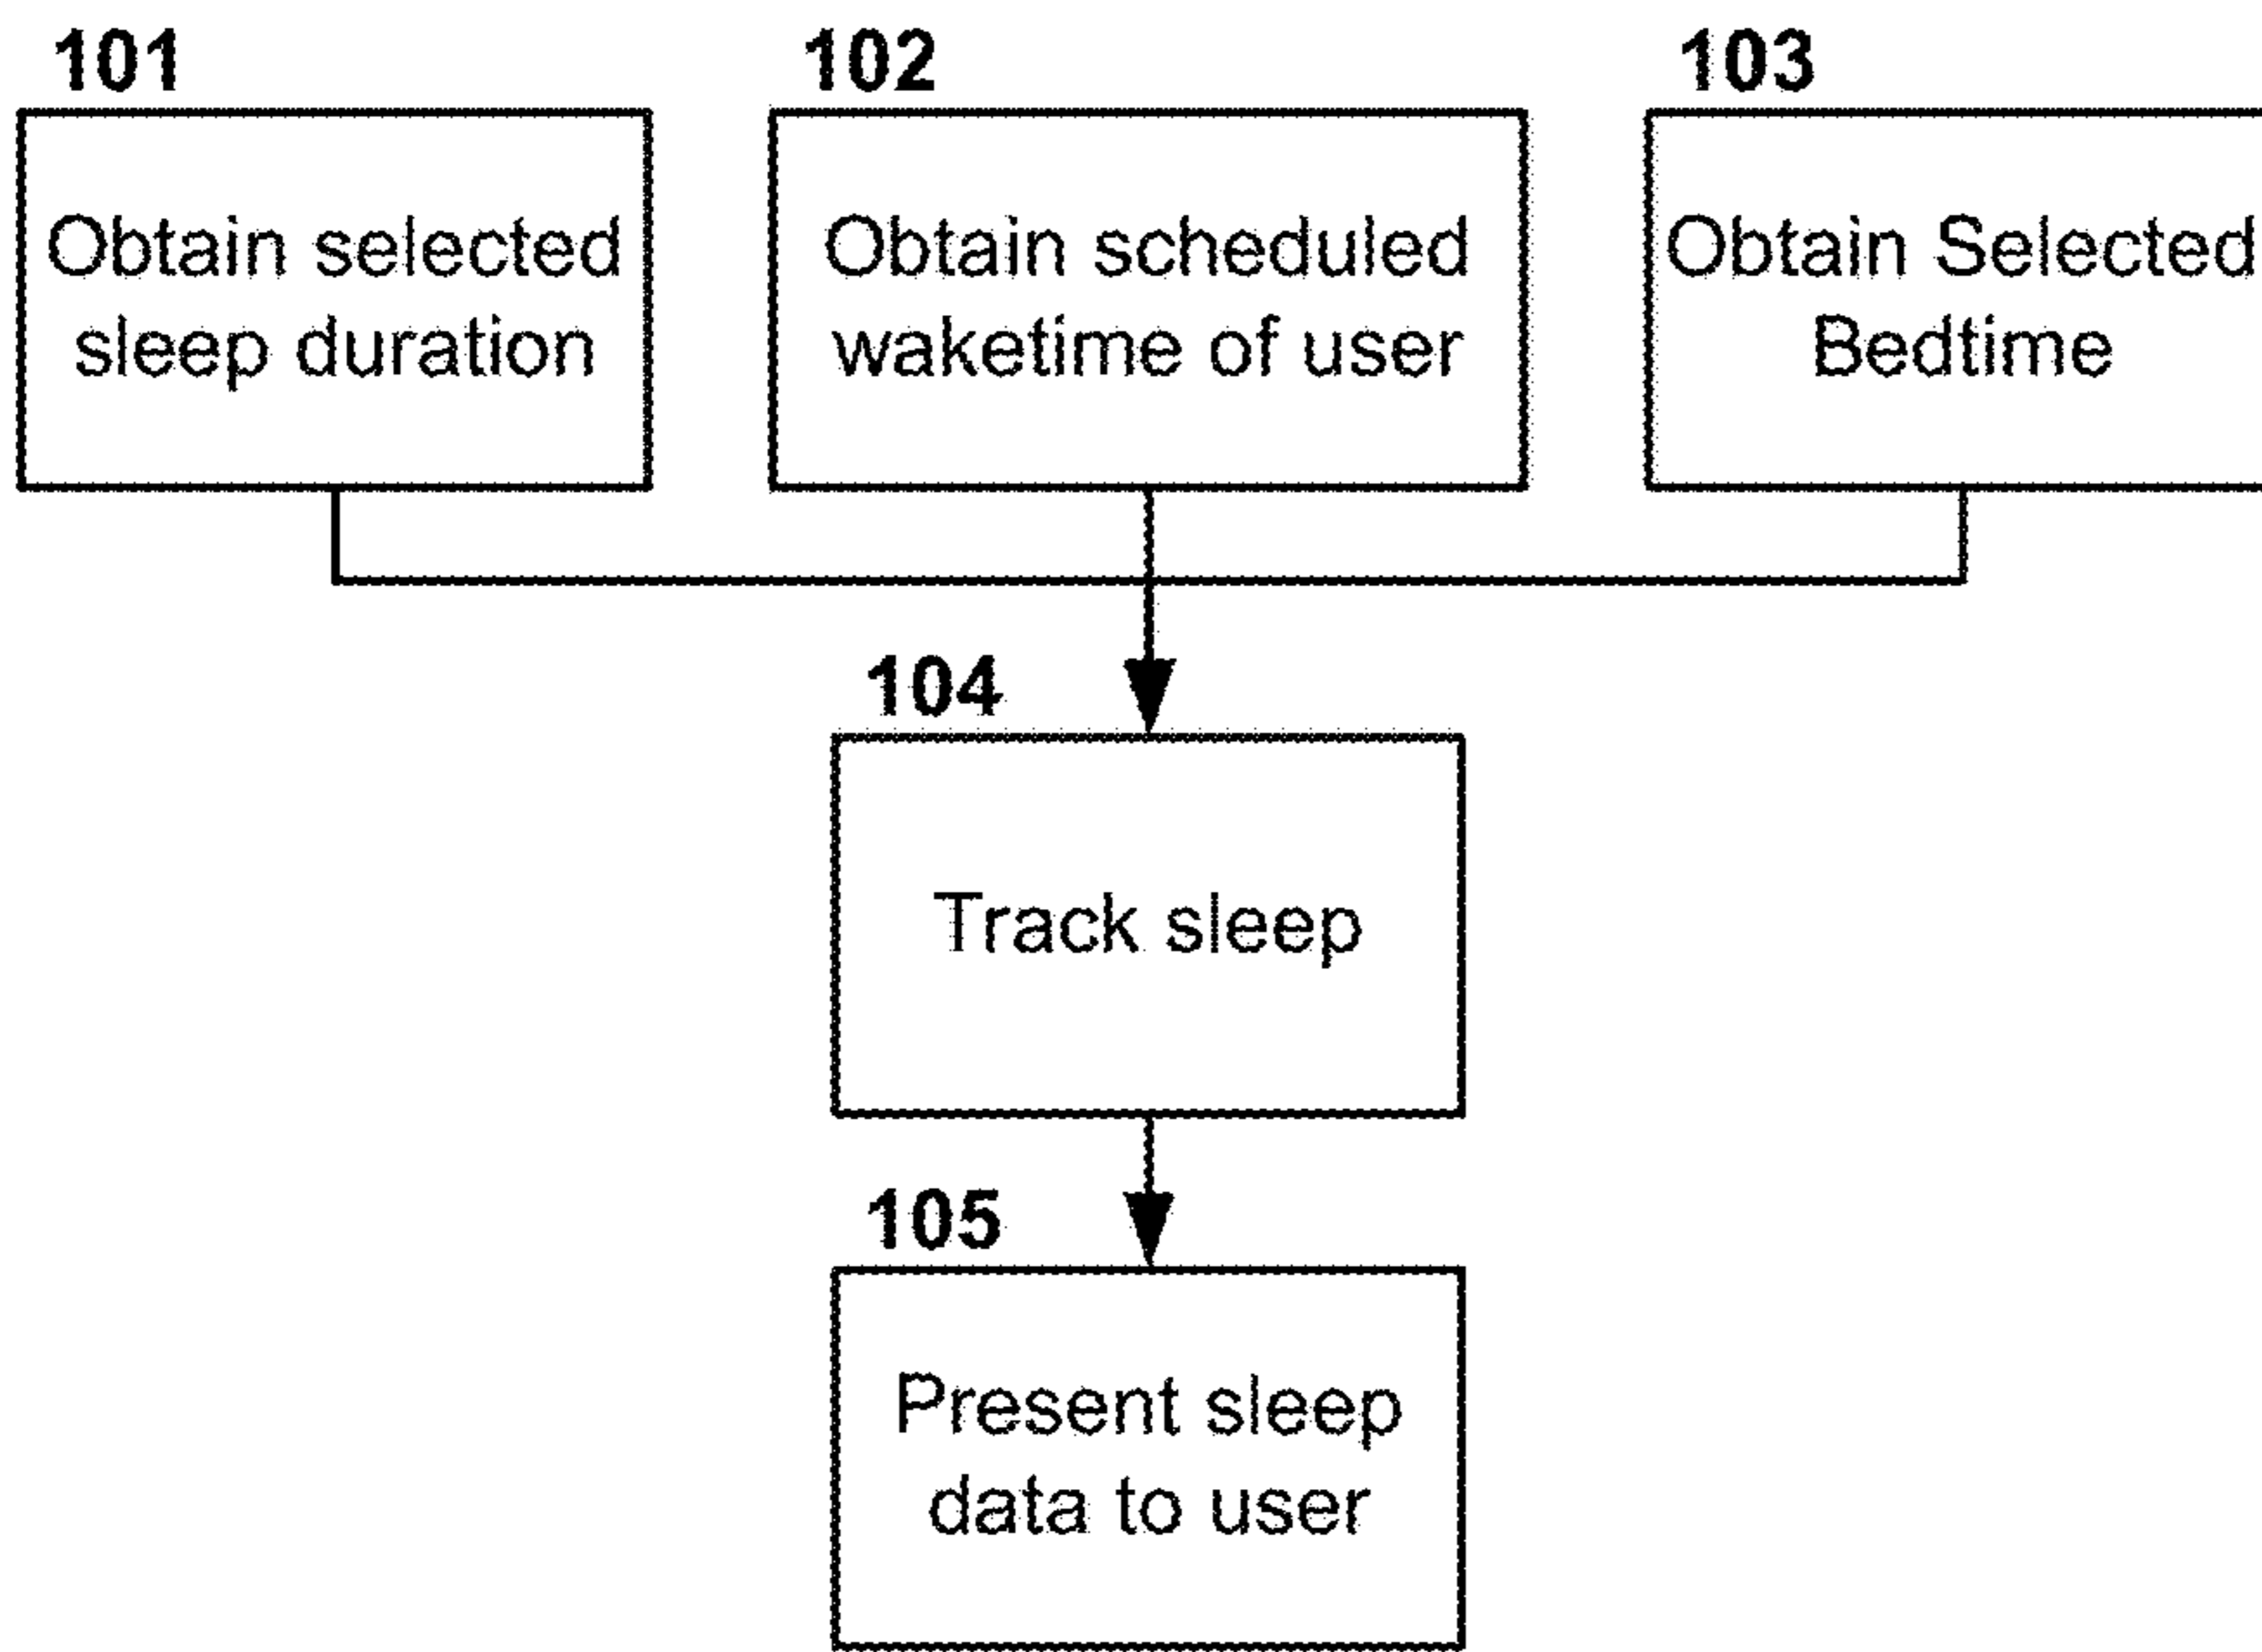 101
Obtain selected
sleep duration
102
Obtain scheduled
waketime of user
103
Obtain Selected
Bedtime
104
Track sleep
105
Present sleep
data to user